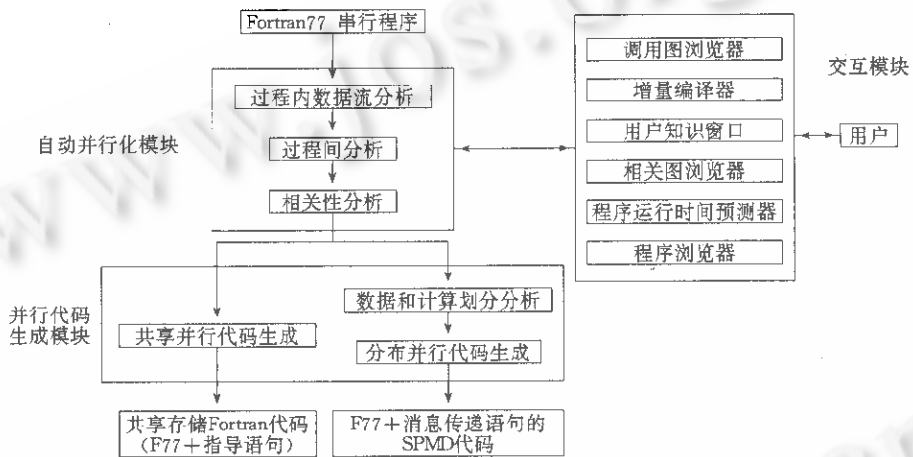 Fortran77 串行程序
自动并行化模块
过程内数据流分析
过程间分析
相关性分析
调用图浏览器
增量编译器
用户知识窗口
相关图浏览器
程序运行时间预测器
程序浏览器
交互模块
用户
并行代码
生成模块
共享并行代码生成
数据和计算划分分析
分布并行代码生成
共享存储Fortran代码
(F77＋指导语句)
F77＋消息传递语句的
SPMD代码
www.jos.o